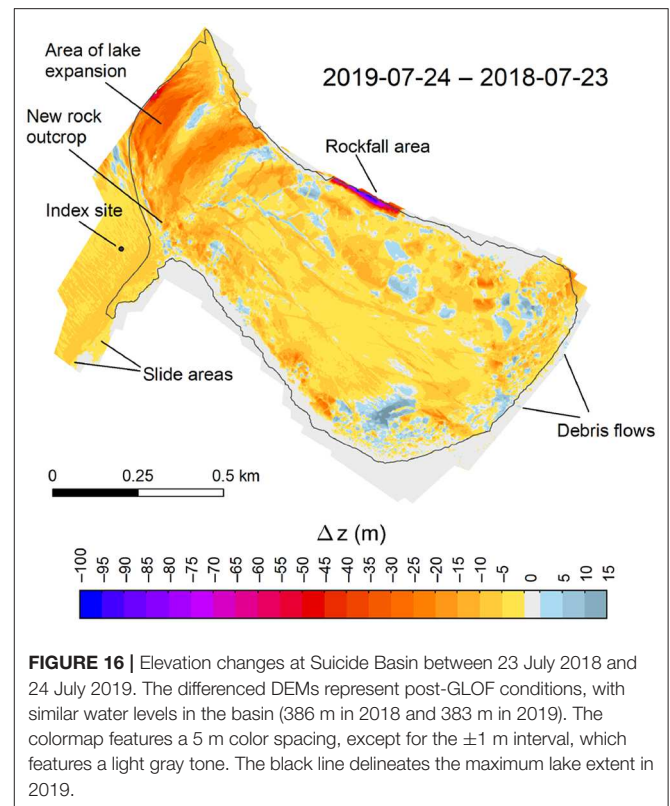 Area of lake
expansion
2019-07-24 – 2018-07-23
New rock
outcrop
Rockfall area
Index site
Slide areas
Debris flows
0 0.25 0.5 km
Δ z (m)
−100 −95 −90 −85 −80 −75 −70 −65 −60 −55 −50 −45 −40 −35 −30 −25 −20 −15 −10 −5 0 5 10 15
FIGURE 16 | Elevation changes at Suicide Basin between 23 July 2018 and
24 July 2019. The differenced DEMs represent post-GLOF conditions, with
similar water levels in the basin (386 m in 2018 and 383 m in 2019). The
colormap features a 5 m color spacing, except for the ±1 m interval, which
features a light gray tone. The black line delineates the maximum lake extent in
2019.